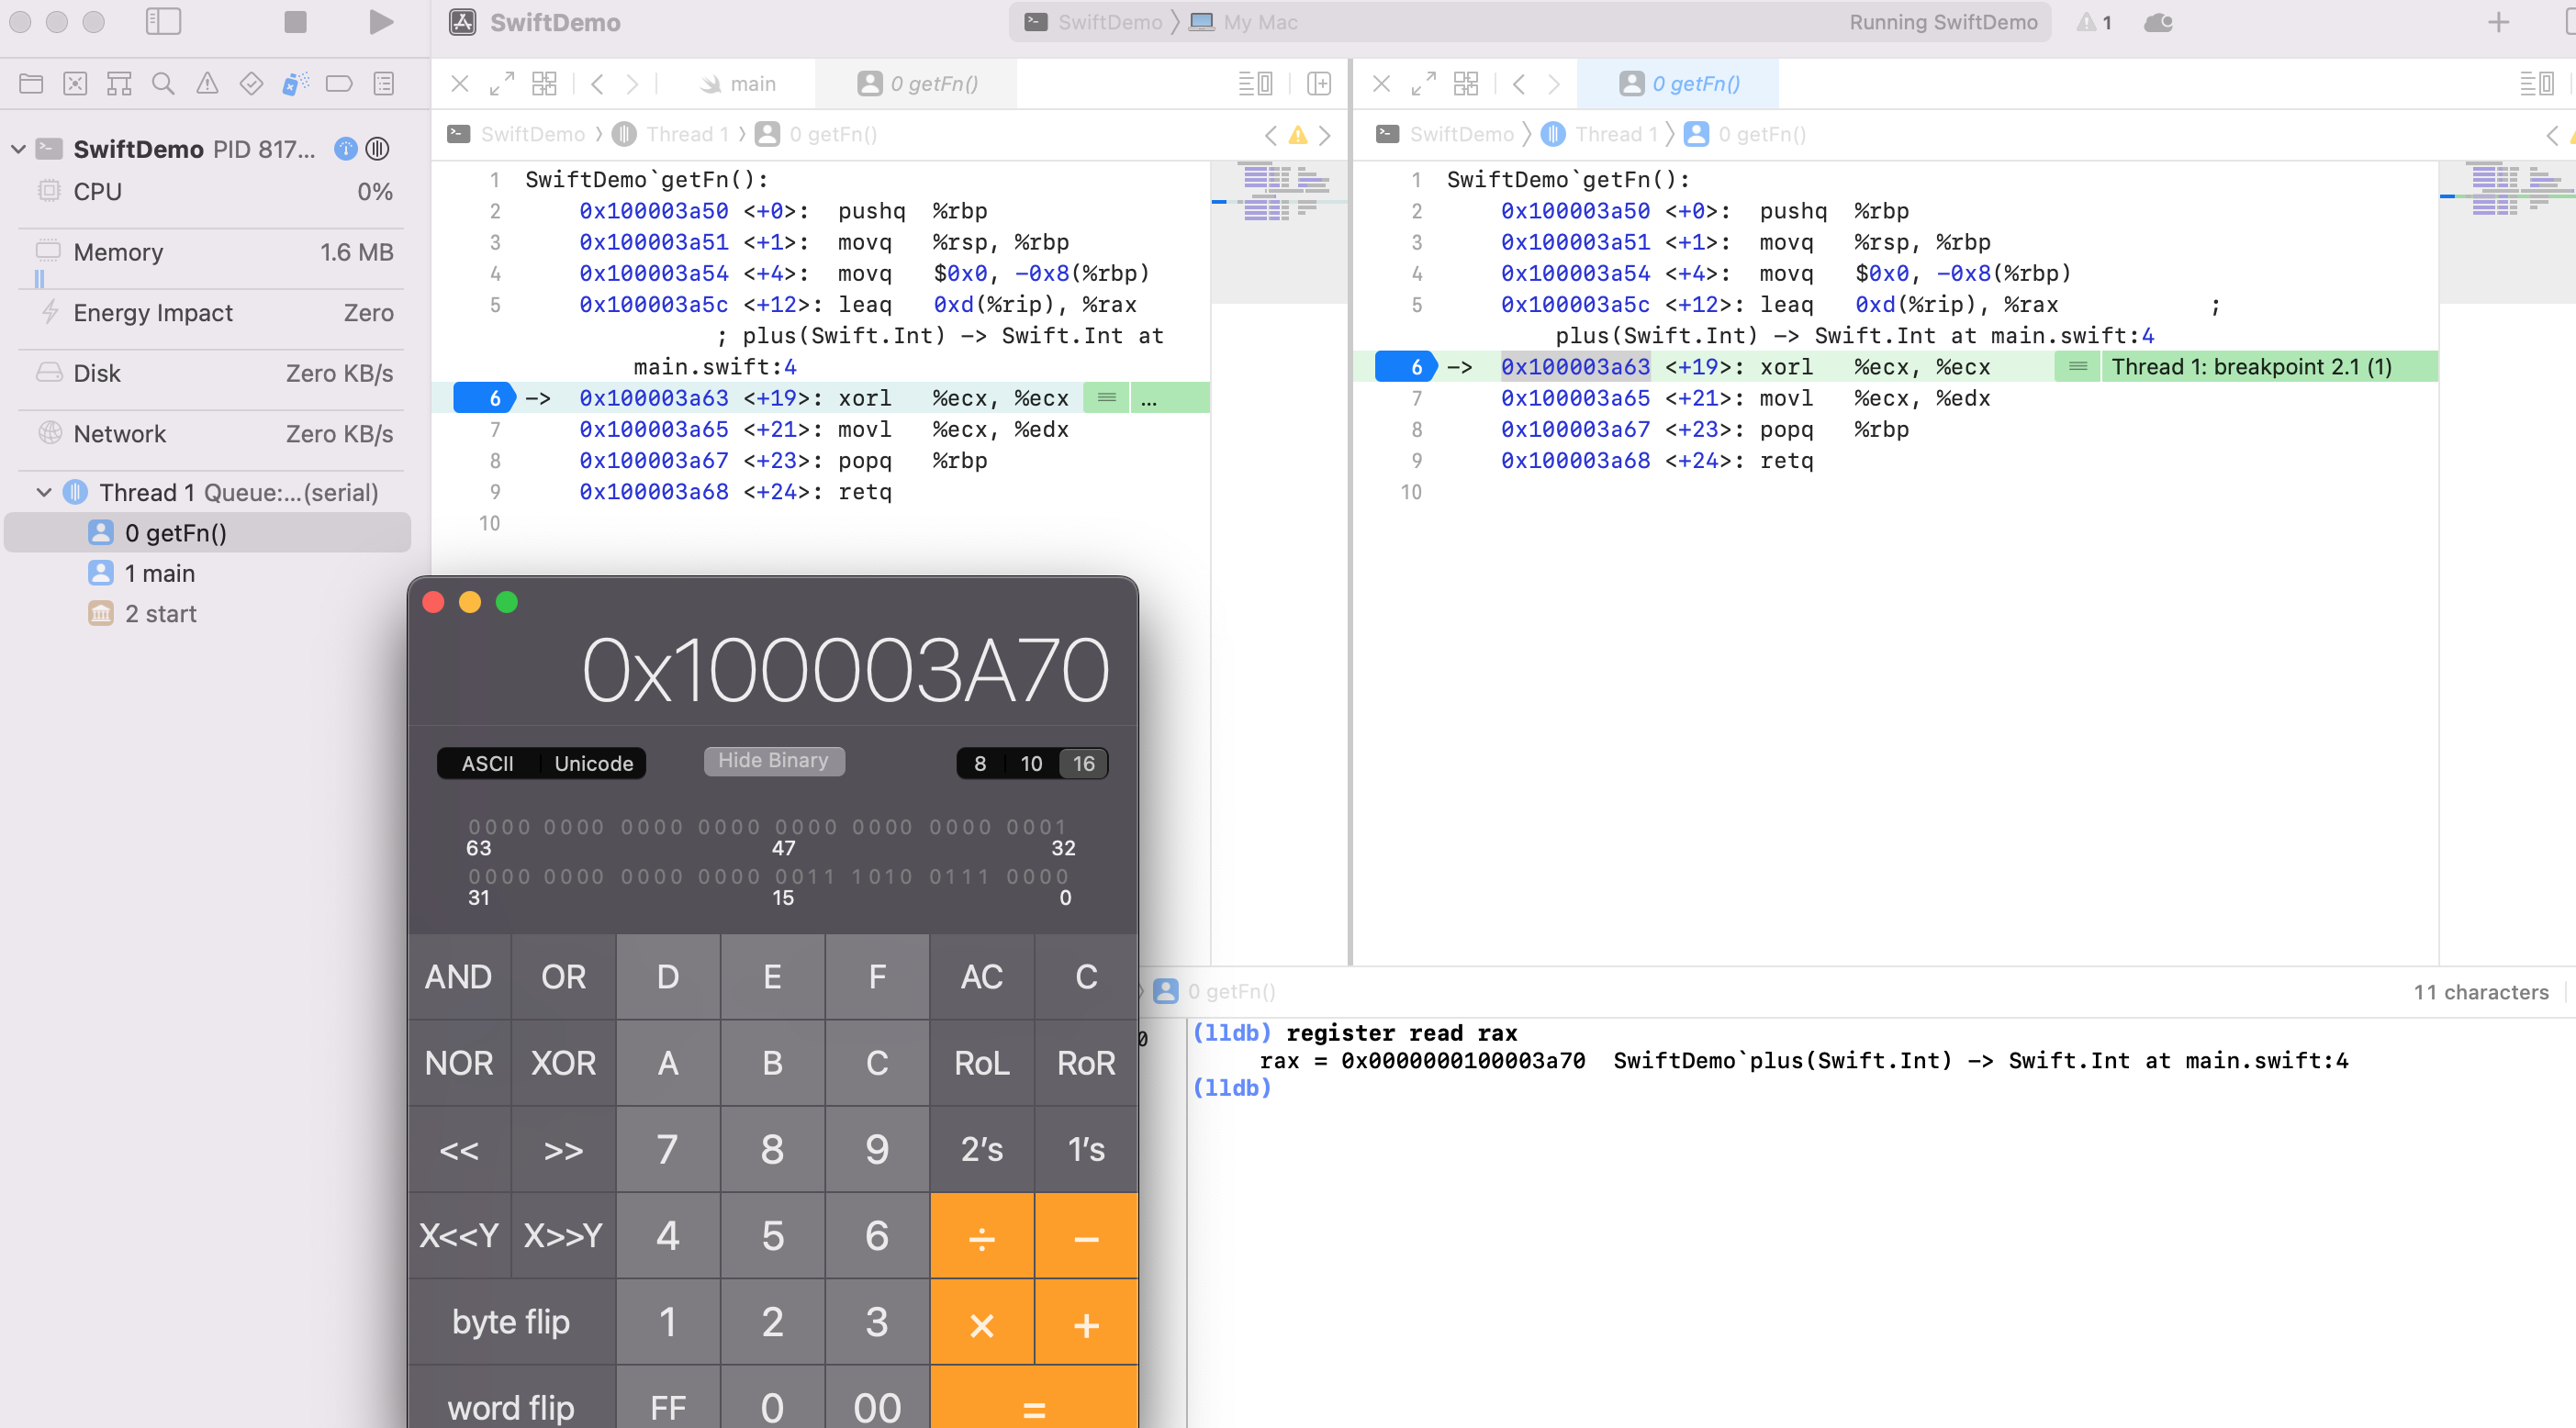 SwiftDemo
SwiftDemo 〉 My Mac
Running SwiftDemo
1
main
0 getFn()
0 getFn()
SwiftDemo PID 817...
CPU 0%
Memory 1.6 MB
Energy Impact Zero
Disk Zero KB/s
Network Zero KB/s
Thread 1 Queue:...(serial)
0 getFn()
1 main
2 start
SwiftDemo 〉 Thread 1 〉 0 getFn()
1 SwiftDemo`getFn():
2 0x100003a50 <+0>: pushq %rbp
3 0x100003a51 <+1>: movq %rsp, %rbp
4 0x100003a54 <+4>: movq $0x0, -0x8(%rbp)
5 0x100003a5c <+12>: leaq 0xd(%rip), %rax
; plus(Swift.Int) -> Swift.Int at
main.swift:4
6 -> 0x100003a63 <+19>: xorl %ecx, %ecx ...
7 0x100003a65 <+21>: movl %ecx, %edx
8 0x100003a67 <+23>: popq %rbp
9 0x100003a68 <+24>: retq
10
SwiftDemo 〉 Thread 1 〉 0 getFn()
1 SwiftDemo`getFn():
2 0x100003a50 <+0>: pushq %rbp
3 0x100003a51 <+1>: movq %rsp, %rbp
4 0x100003a54 <+4>: movq $0x0, -0x8(%rbp)
5 0x100003a5c <+12>: leaq 0xd(%rip), %rax ;
plus(Swift.Int) -> Swift.Int at main.swift:4
6 -> 0x100003a63 <+19>: xorl %ecx, %ecx Thread 1: breakpoint 2.1 (1)
7 0x100003a65 <+21>: movl %ecx, %edx
8 0x100003a67 <+23>: popq %rbp
9 0x100003a68 <+24>: retq
10
0x100003A70
ASCII Unicode Hide Binary 8 10 16
0000 0000 0000 0000 0000 0000 0000 0001
63 47 32
0000 0000 0000 0000 0011 1010 0111 0000
31 15 0
AND OR D E F AC C
NOR XOR A B C RoL RoR
<< >> 7 8 9 2's 1's
X<<Y X>>Y 4 5 6 ÷ −
byte flip 1 2 3 × +
word flip FF 0 00 =
0 getFn()
11 characters
(lldb) register read rax
rax = 0x0000000100003a70 SwiftDemo`plus(Swift.Int) -> Swift.Int at main.swift:4
(lldb)